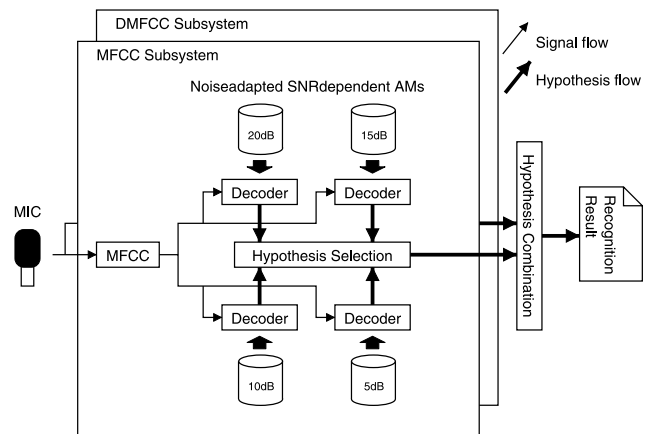 DMFCC Subsystem
MFCC Subsystem
Signal flow
Hypothesis flow
Noiseadapted SNRdependent AMs
20dB
15dB
Decoder
Decoder
MIC
MFCC
Hypothesis Selection
Hypothesis Combination
Recognition
Result
Decoder
Decoder
10dB
5dB